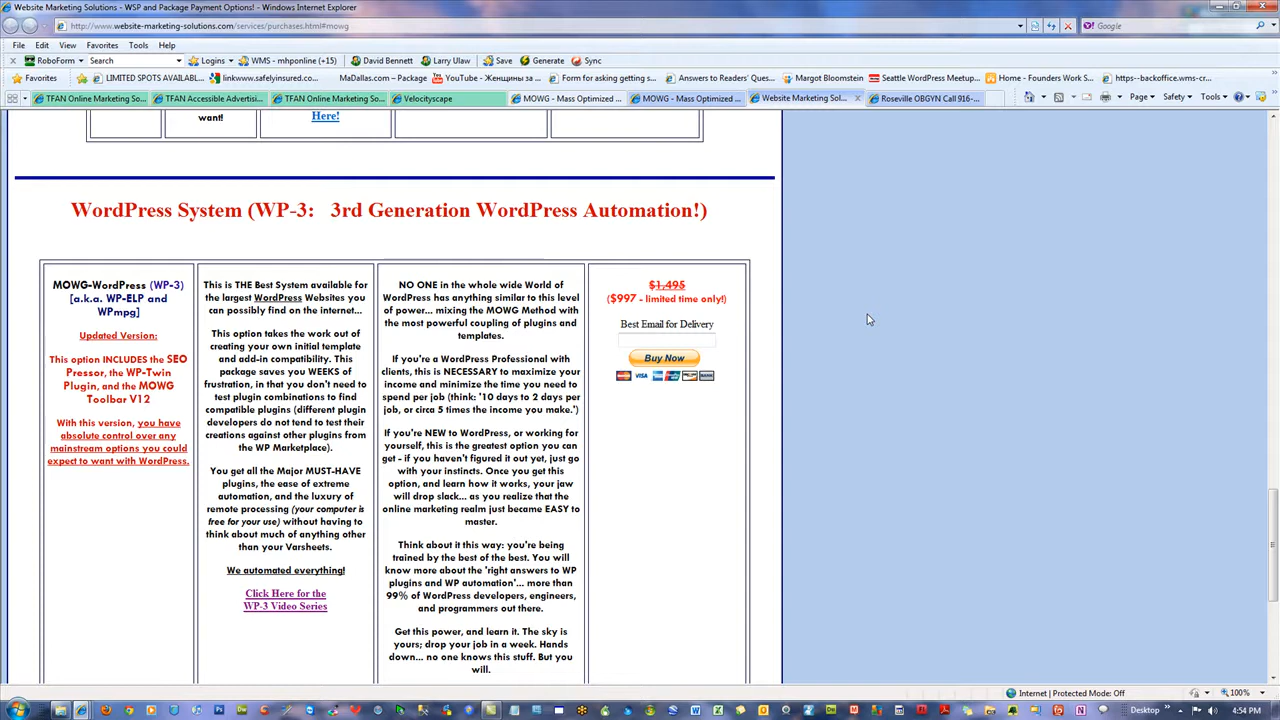 Website Marketing Solutions - WSP and Package Payment Options! - Windows Internet Explorer
http://www.website-marketing-solutions.com/services/purchases.html#mowg
Google
File Edit View Favorites Tools Help
RoboForm Search Logins WMS - mhponline (+15) David Bennett Larry Ulaw Save Generate Sync
Favorites LIMITED SPOTS AVAILABL... linkwww.safelyinsured.co... MaDallas.com – Package YouTube - Женщины за ... Form for asking getting s... Answers to Readers' Ques... Margot Bloomstein Seattle WordPress Meetup... Home - Founders Work S... https--backoffice.wms-cr...
TFAN Online Marketing So... TFAN Accessible Advertisi... TFAN Online Marketing So... Velocityscape MOWG - Mass Optimized ... MOWG - Mass Optimized ... Website Marketing Sol... Roseville OBGYN Call 916-... Page Safety Tools
want!
Here!
WordPress System (WP-3: 3rd Generation WordPress Automation!)
MOWG-WordPress (WP-3)
[a.k.a. WP-ELP and
WPmpg]
Updated Version:
This option INCLUDES the SEO
Pressor, the WP-Twin
Plugin, and the MOWG
Toolbar V12
With this version, you have
absolute control over any
mainstream options you could
expect to want with WordPress.
This is THE Best System available for
the largest WordPress Websites you
can possibly find on the internet...
This option takes the work out of
creating your own initial template
and add-in compatibility. This
package saves you WEEKS of
frustration, in that you don't need to
test plugin combinations to find
compatible plugins (different plugin
developers do not tend to test their
creations against other plugins from
the WP Marketplace).
You get all the Major MUST-HAVE
plugins, the ease of extreme
automation, and the luxury of
remote processing (your computer is
free for your use) without having to
think about much of anything other
than your Varsheets.
We automated everything!
Click Here for the
WP-3 Video Series
NO ONE in the whole wide World of
WordPress has anything similar to this level
of power... mixing the MOWG Method with
the most powerful coupling of plugins and
templates.
If you're a WordPress Professional with
clients, this is NECESSARY to maximize your
income and minimize the time you need to
spend per job (think: '10 days to 2 days per
job, or circa 5 times the income you make.')
If you're NEW to WordPress, or working for
yourself, this is the greatest option you can
get - if you haven't figured it out yet, just go
with your instincts. Once you get this
option, and learn how it works, your jaw
will drop slack... as you realize that the
online marketing realm just became EASY to
master.
Think about it this way: you're being
trained by the best of the best. You will
know more about the 'right answers to WP
plugins and WP automation'... more than
99% of WordPress developers, engineers,
and programmers out there.
Get this power, and learn it. The sky is
yours; drop your job in a week. Hands
down... no one knows this stuff. But you
will.
$1,495
($997 - limited time only!)
Best Email for Delivery
Buy Now
VISA
BANK
Internet | Protected Mode: Off 100%
Desktop 4:54 PM